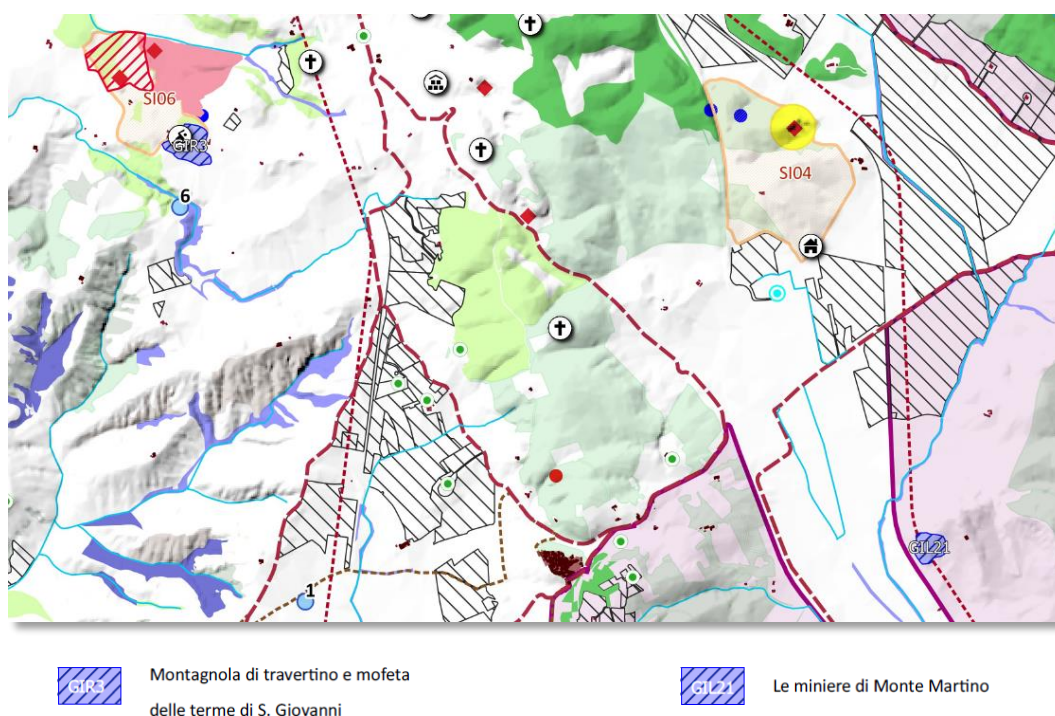 SI06
SI04
GIR3
6
1
GIL21
GIR3
Montagnola di travertino e mofeta
delle terme di S. Giovanni
GIL21
Le miniere di Monte Martino